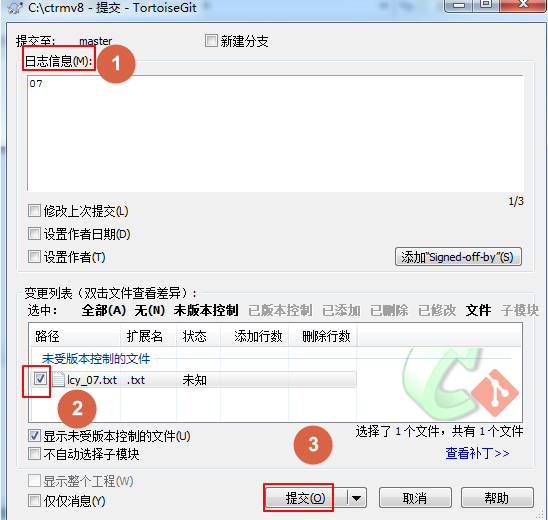 C:\ctrmv8 - 提交 - TortoiseGit
提交至: master 新建分支
日志信息(M):
1
07
1/3
修改上次提交(L)
设置作者日期(D)
设置作者(T)
添加"Signed-off-by"(S)
变更列表（双击文件查看差异）:
选中: 全部(A) 无(N) 未版本控制 已版本控制 已添加 已删除 已修改 文件 子模块
路径 扩展名 状态 添加行数 删除行数
未受版本控制的文件
lcy_07.txt .txt 未知
2
显示未受版本控制的文件(U)
选择了 1 个文件，共有 1 个文件
不自动选择子模块
3
查看补丁>>
显示整个工程(W)
仅仅消息(Y)
提交(O) 取消 帮助